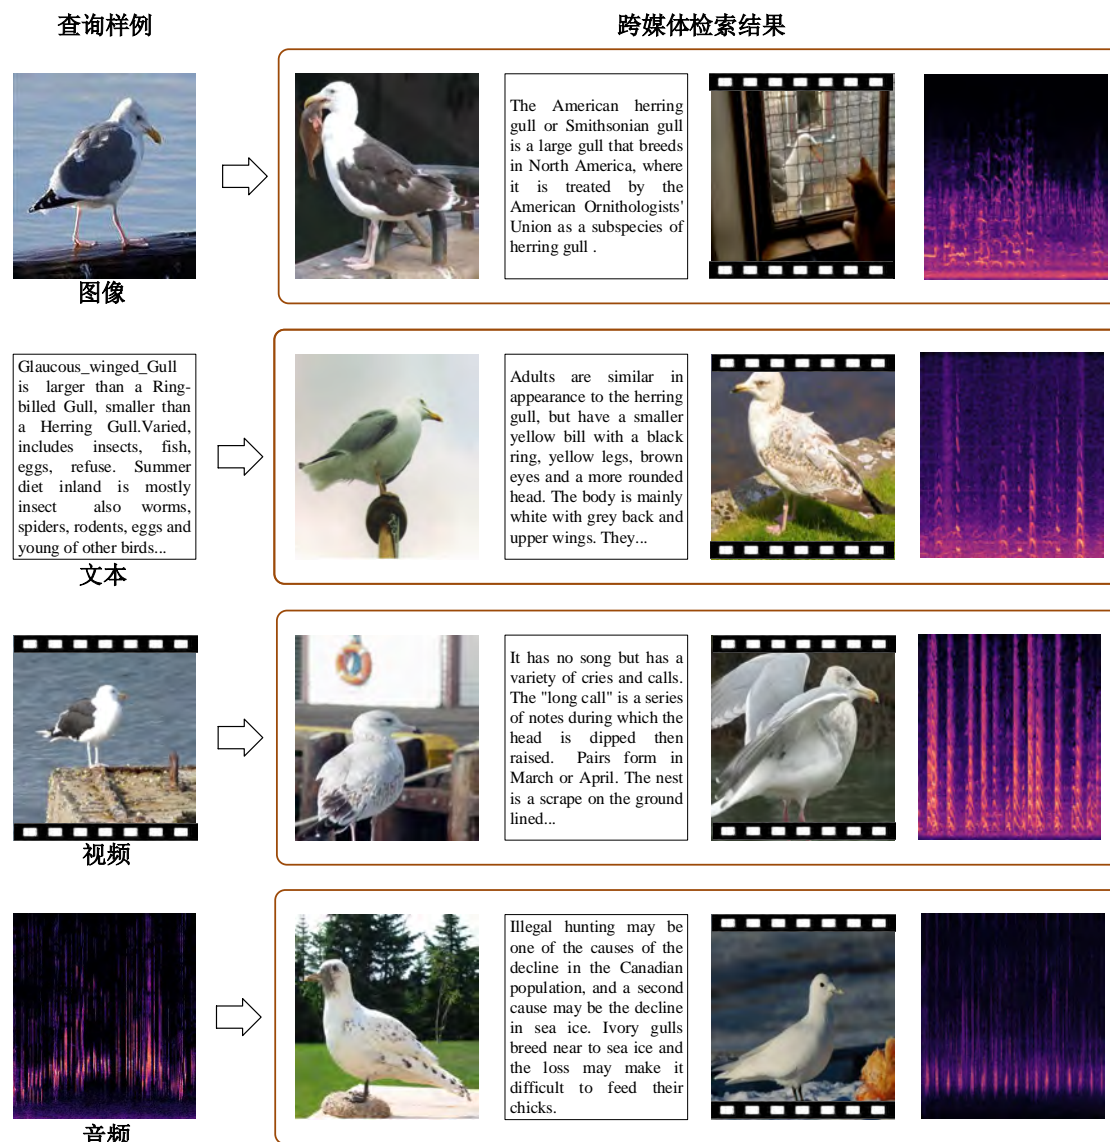 查询样例
跨媒体检索结果
The American herring
gull or Smithsonian gull
is a large gull that breeds
in North America, where
it is treated by the
American Ornithologists'
Union as a subspecies of
herring gull .
图像
Glaucous_winged_Gull
is larger than a Ring-
billed Gull, smaller than
a Herring Gull.Varied,
includes insects, fish,
eggs, refuse. Summer
diet inland is mostly
insect also worms,
spiders, rodents, eggs and
young of other birds...
文本
Adults are similar in
appearance to the herring
gull, but have a smaller
yellow bill with a black
ring, yellow legs, brown
eyes and a more rounded
head. The body is mainly
white with grey back and
upper wings. They...
It has no song but has a
variety of cries and calls.
The "long call" is a series
of notes during which the
head is dipped then
raised. Pairs form in
March or April. The nest
is a scrape on the ground
lined...
视频
Illegal hunting may be
one of the causes of the
decline in the Canadian
population, and a second
cause may be the decline
in sea ice. Ivory gulls
breed near to sea ice and
the loss may make it
difficult to feed their
chicks.
音频